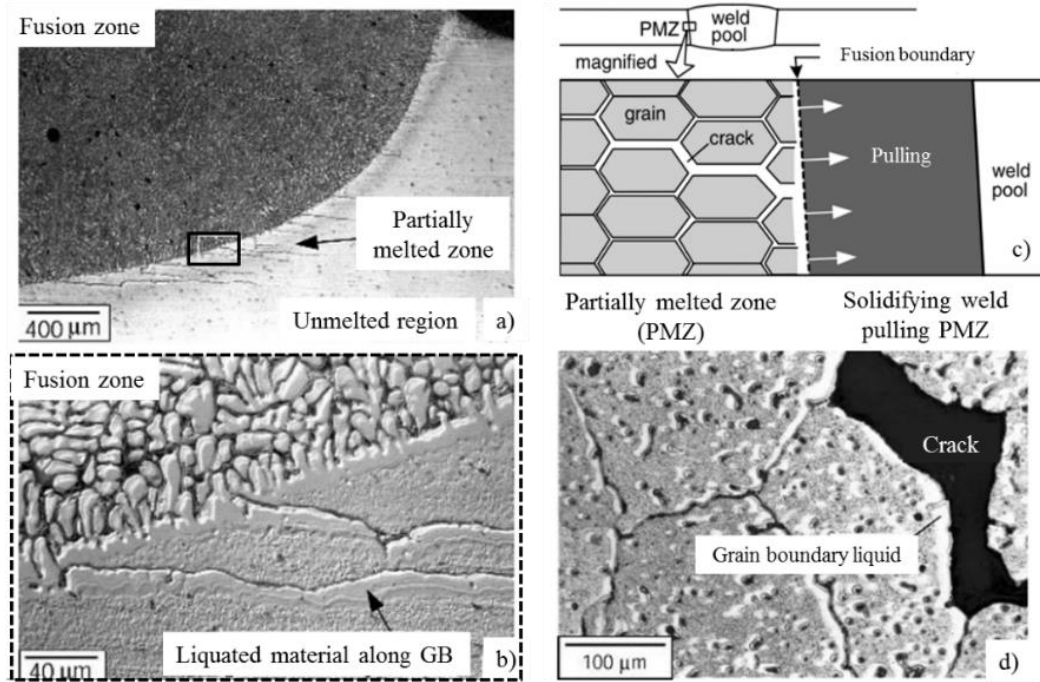 Fusion zone
Partially
melted zone
400 μm
Unmelted region
a)
PMZ
weld
pool
magnified
Fusion boundary
grain
crack
Pulling
weld
pool
c)
Partially melted zone
(PMZ)
Solidifying weld
pulling PMZ
Fusion zone
40 μm
Liquated material along GB
b)
Crack
Grain boundary liquid
100 μm
d)